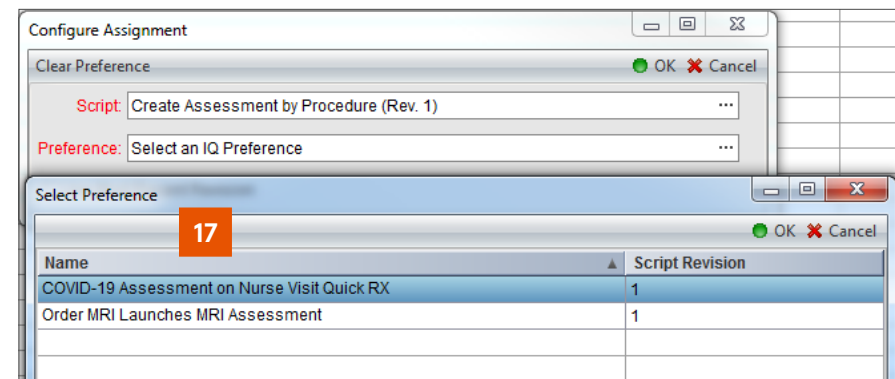 Configure Assignment
Clear Preference OK Cancel
Script: Create Assessment by Procedure (Rev. 1) ...
Preference: Select an IQ Preference ...
Select Preference
17
OK Cancel
Name Script Revision
COVID-19 Assessment on Nurse Visit Quick RX 1
Order MRI Launches MRI Assessment 1